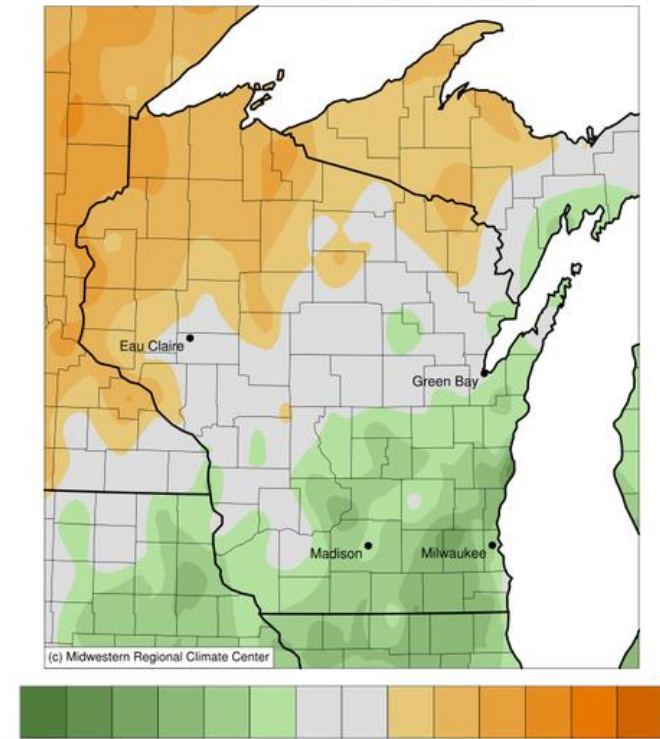 Eau Claire
Green Bay
Madison
Milwaukee
(c) Midwestern Regional Climate Center